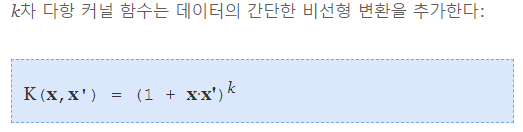 k차 다항 커널 함수는 데이터의 간단한 비선형 변환을 추가한다:
K(x,x') = (1 + x·x')^k